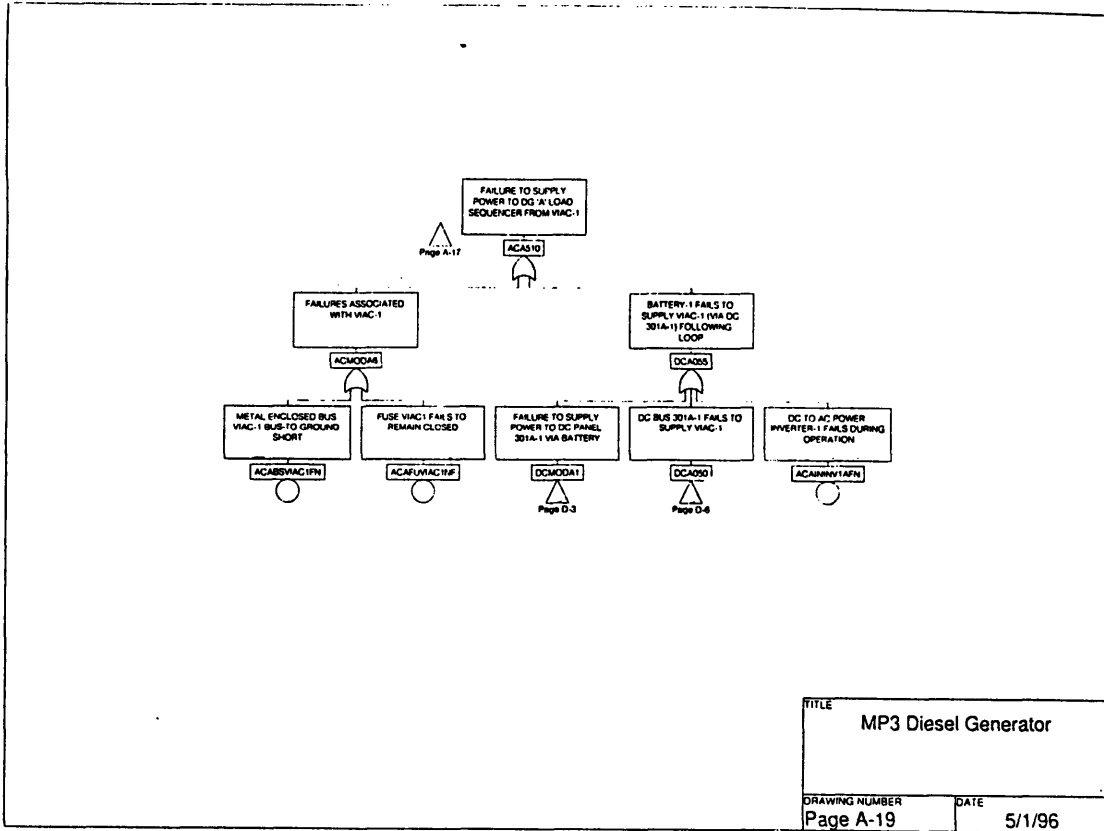 FAILURE TO SUPPLY
POWER TO DG 'A' LOAD
SEQUENCER FROM VIAC-1
Page A-17
ACA510
FAILURES ASSOCIATED
WITH VIAC-1
ACMODA6
BATTERY-1 FAILS TO
SUPPLY VIAC-1 (VIA DC
301A-1) FOLLOWING
LOOP
DCA055
METAL ENCLOSED BUS
VIAC-1 BUS-TO GROUND
SHORT
ACABSVIAC1FN
FUSE VIAC1 FAILS TO
REMAIN CLOSED
ACAFUVIAC1NF
FAILURE TO SUPPLY
POWER TO DC PANEL
301A-1 VIA BATTERY
DCMODA1
Page D-3
DC BUS 301A-1 FAILS TO
SUPPLY VIAC-1
DCA050
Page D-6
DC TO AC POWER
INVERTER-1 FAILS DURING
OPERATION
ACAININV1AFN
TITLE
MP3 Diesel Generator
DRAWING NUMBER
Page A-19
DATE
5/1/96